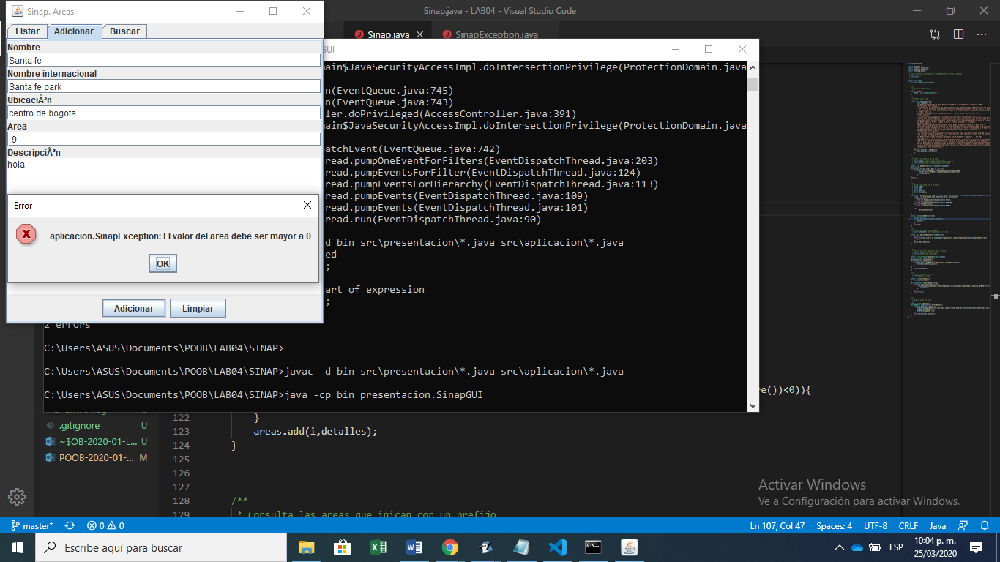 Sinap. Areas.
Sinap.java - LAB04 - Visual Studio Code
Listar
Adicionar
Buscar
Sinap.java
SinapException.java
Nombre
Santa fe
Nombre internacional
Santa fe park
UbicaciÃ³n
centro de bogota
Area
-9
DescripciÃ³n
hola
Error
aplicacion.SinapException: El valor del area debe ser mayor a 0
OK
Adicionar
Limpiar
GUI
ain$JavaSecurityAccessImpl.doIntersectionPrivilege(ProtectionDomain.java
n(EventQueue.java:745)
n(EventQueue.java:743)
ler.doPrivileged(AccessController.java:391)
ain$JavaSecurityAccessImpl.doIntersectionPrivilege(ProtectionDomain.java
patchEvent(EventQueue.java:742)
read.pumpOneEventForFilters(EventDispatchThread.java:203)
read.pumpEventsForFilter(EventDispatchThread.java:124)
read.pumpEventsForHierarchy(EventDispatchThread.java:113)
read.pumpEvents(EventDispatchThread.java:109)
read.pumpEvents(EventDispatchThread.java:101)
read.run(EventDispatchThread.java:90)
d bin src\presentacion\*.java src\aplicacion\*.java
ted
;
art of expression
;
2 errors
C:\Users\ASUS\Documents\POOB\LAB04\SINAP>
C:\Users\ASUS\Documents\POOB\LAB04\SINAP>javac -d bin src\presentacion\*.java src\aplicacion\*.java
C:\Users\ASUS\Documents\POOB\LAB04\SINAP>java -cp bin presentacion.SinapGUI
re())<0)){
.gitignore U
~$OB-2020-01-L... U
POOB-2020-01-... M
122 }
123 areas.add(i,detalles);
124 }
125
126
127
128 /**
129 * Consulta las areas que inican con un prefijo
Activar Windows
Ve a Configuración para activar Windows.
master* 0 0
Ln 107, Col 47 Spaces: 4 UTF-8 CRLF Java
Escribe aquí para buscar
ESP
10:04 p. m.
25/03/2020